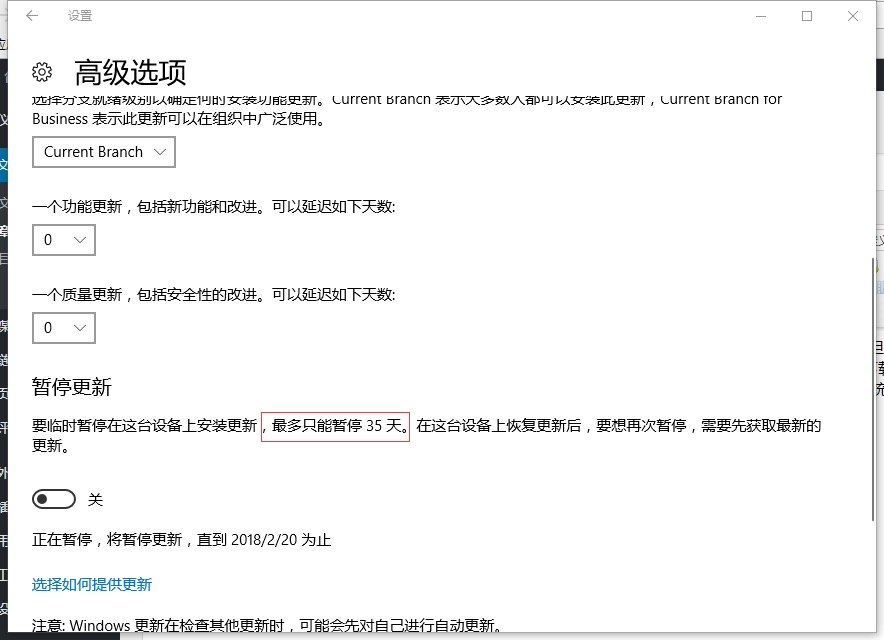 设置
高级选项
选择分支就绪级别以确定何时安装功能更新。Current Branch 表示大多数人都可以安装此更新，Current Branch for
Business 表示此更新可以在组织中广泛使用。
Current Branch
一个功能更新，包括新功能和改进。可以延迟如下天数:
0
一个质量更新，包括安全性的改进。可以延迟如下天数:
0
暂停更新
要临时暂停在这台设备上安装更新，最多只能暂停 35 天。在这台设备上恢复更新后，要想再次暂停，需要先获取最新的
更新。
关
正在暂停，将暂停更新，直到 2018/2/20 为止
选择如何提供更新
注意: Windows 更新在检查其他更新时，可能会先对自己进行自动更新。